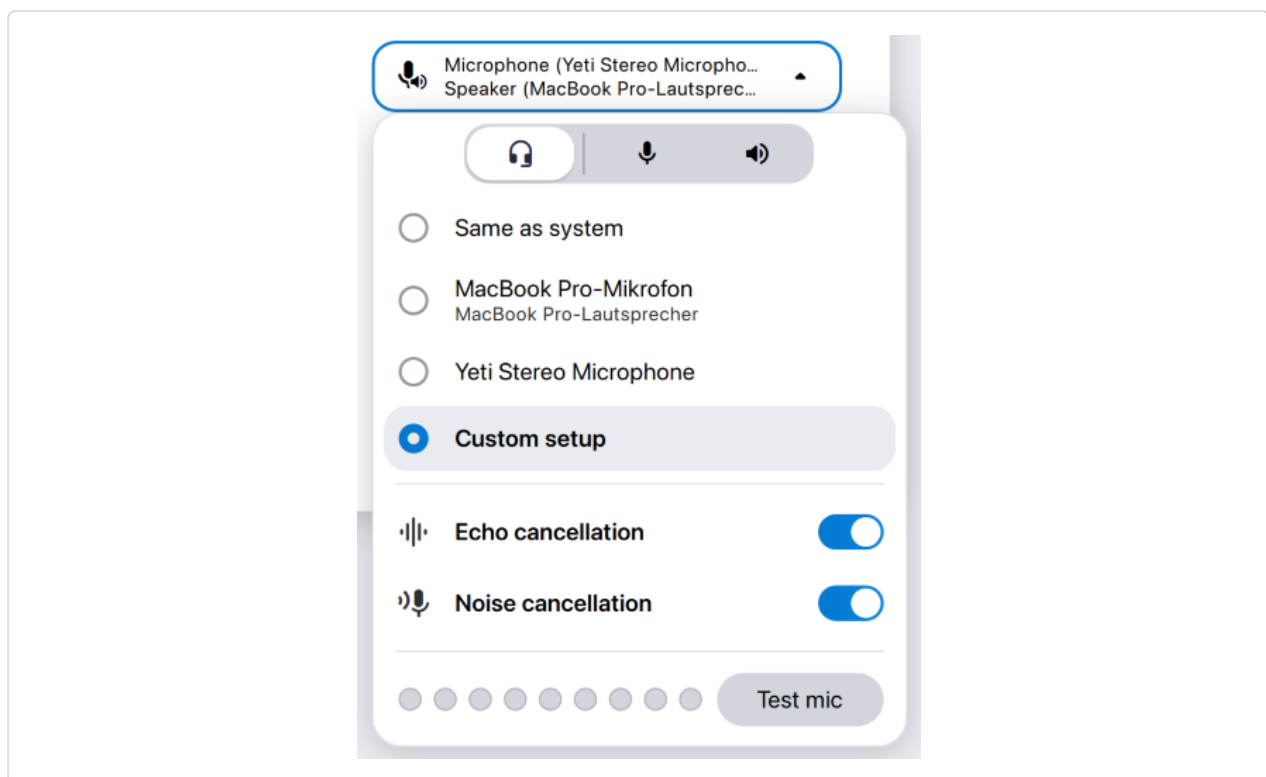 Microphone (Yeti Stereo Micropho...
Speaker (MacBook Pro-Lautsprec...
Same as system
MacBook Pro-Mikrofon
MacBook Pro-Lautsprecher
Yeti Stereo Microphone
Custom setup
Echo cancellation
Noise cancellation
Test mic